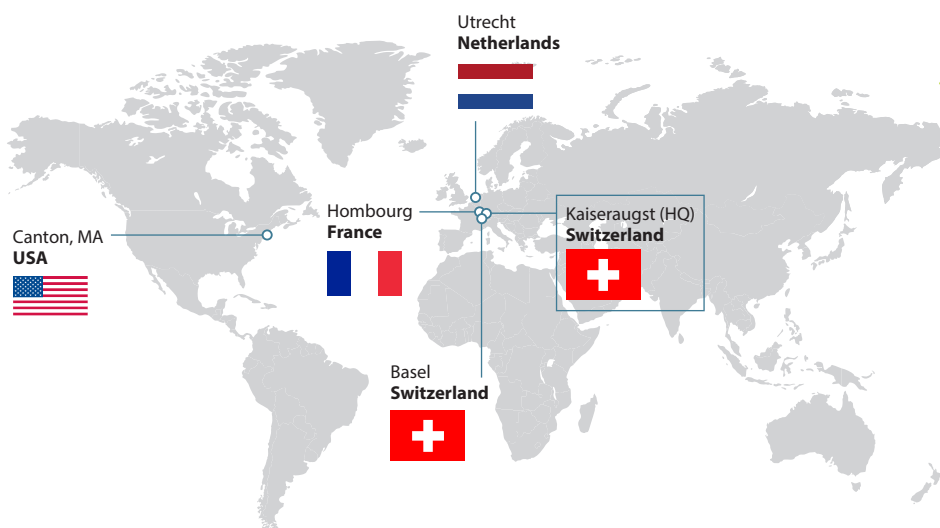 Utrecht
Netherlands
Hombourg
France
Kaiseraugst (HQ)
Switzerland
Canton, MA
USA
Basel
Switzerland